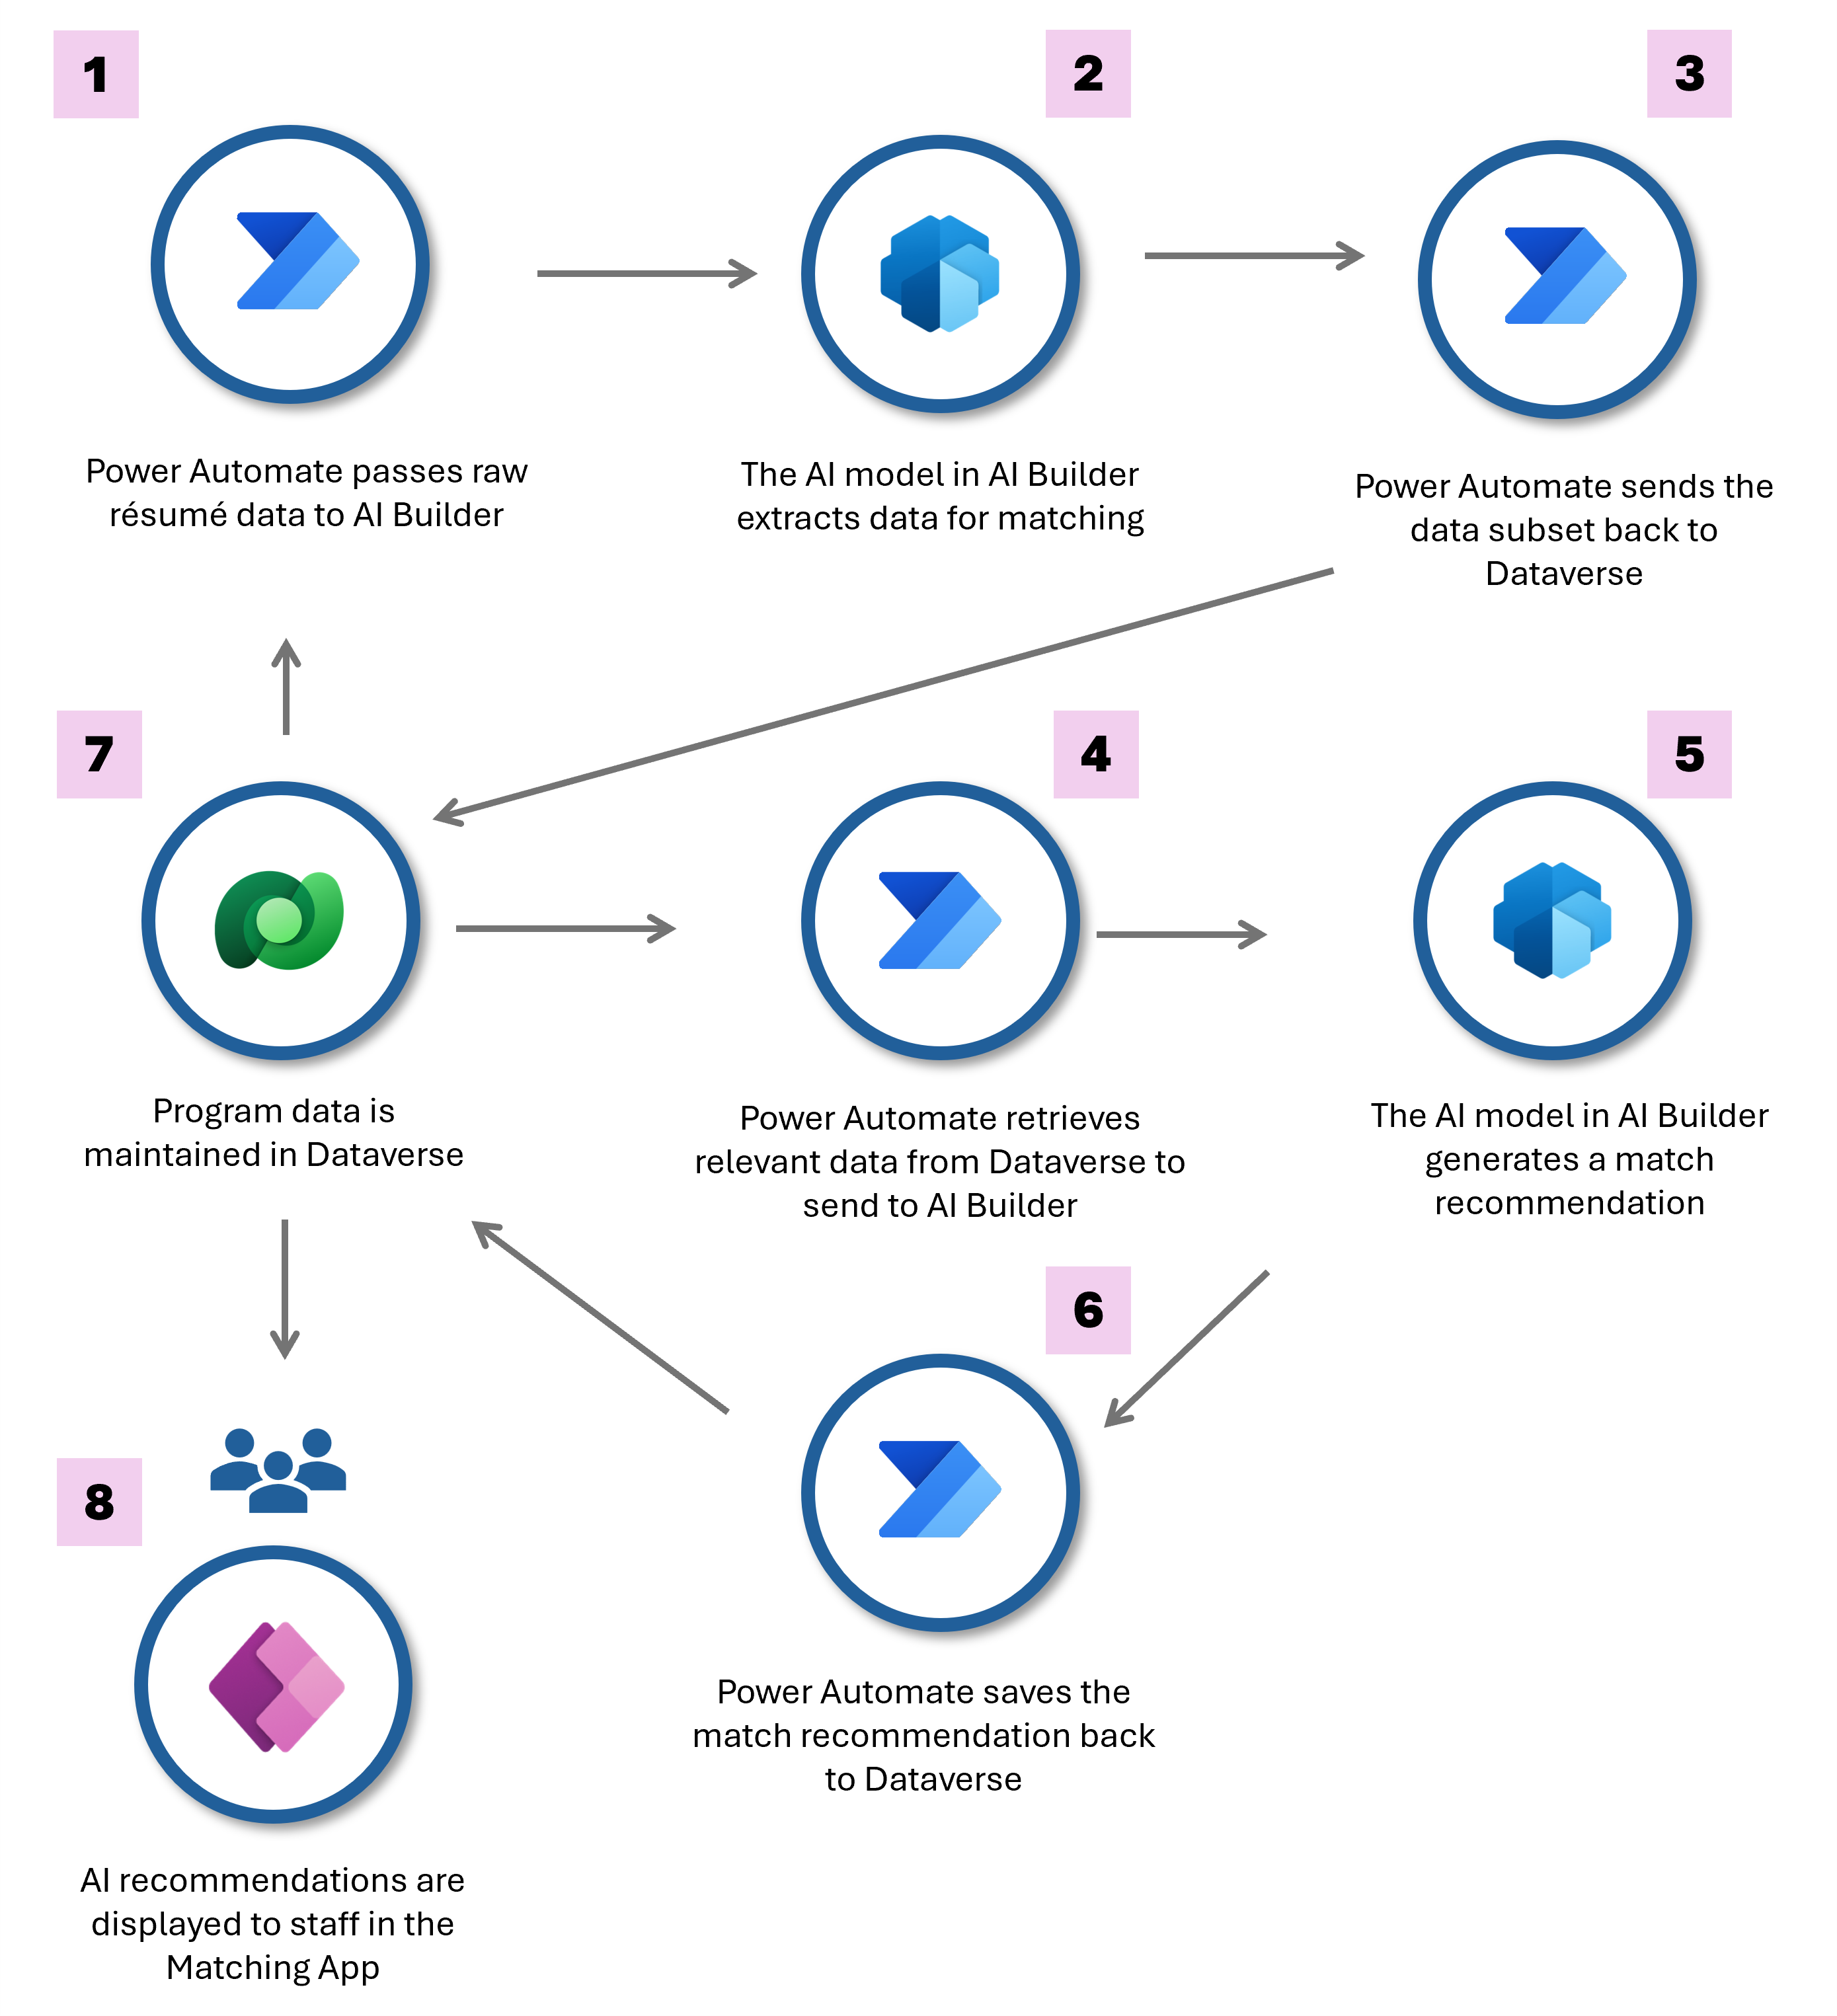 1
Power Automate passes raw
résumé data to AI Builder
2
The AI model in AI Builder
extracts data for matching
3
Power Automate sends the
data subset back to
Dataverse
7
Program data is
maintained in Dataverse
4
Power Automate retrieves
relevant data from Dataverse to
send to AI Builder
5
The AI model in AI Builder
generates a match
recommendation
6
Power Automate saves the
match recommendation back
to Dataverse
8
AI recommendations are
displayed to staff in the
Matching App